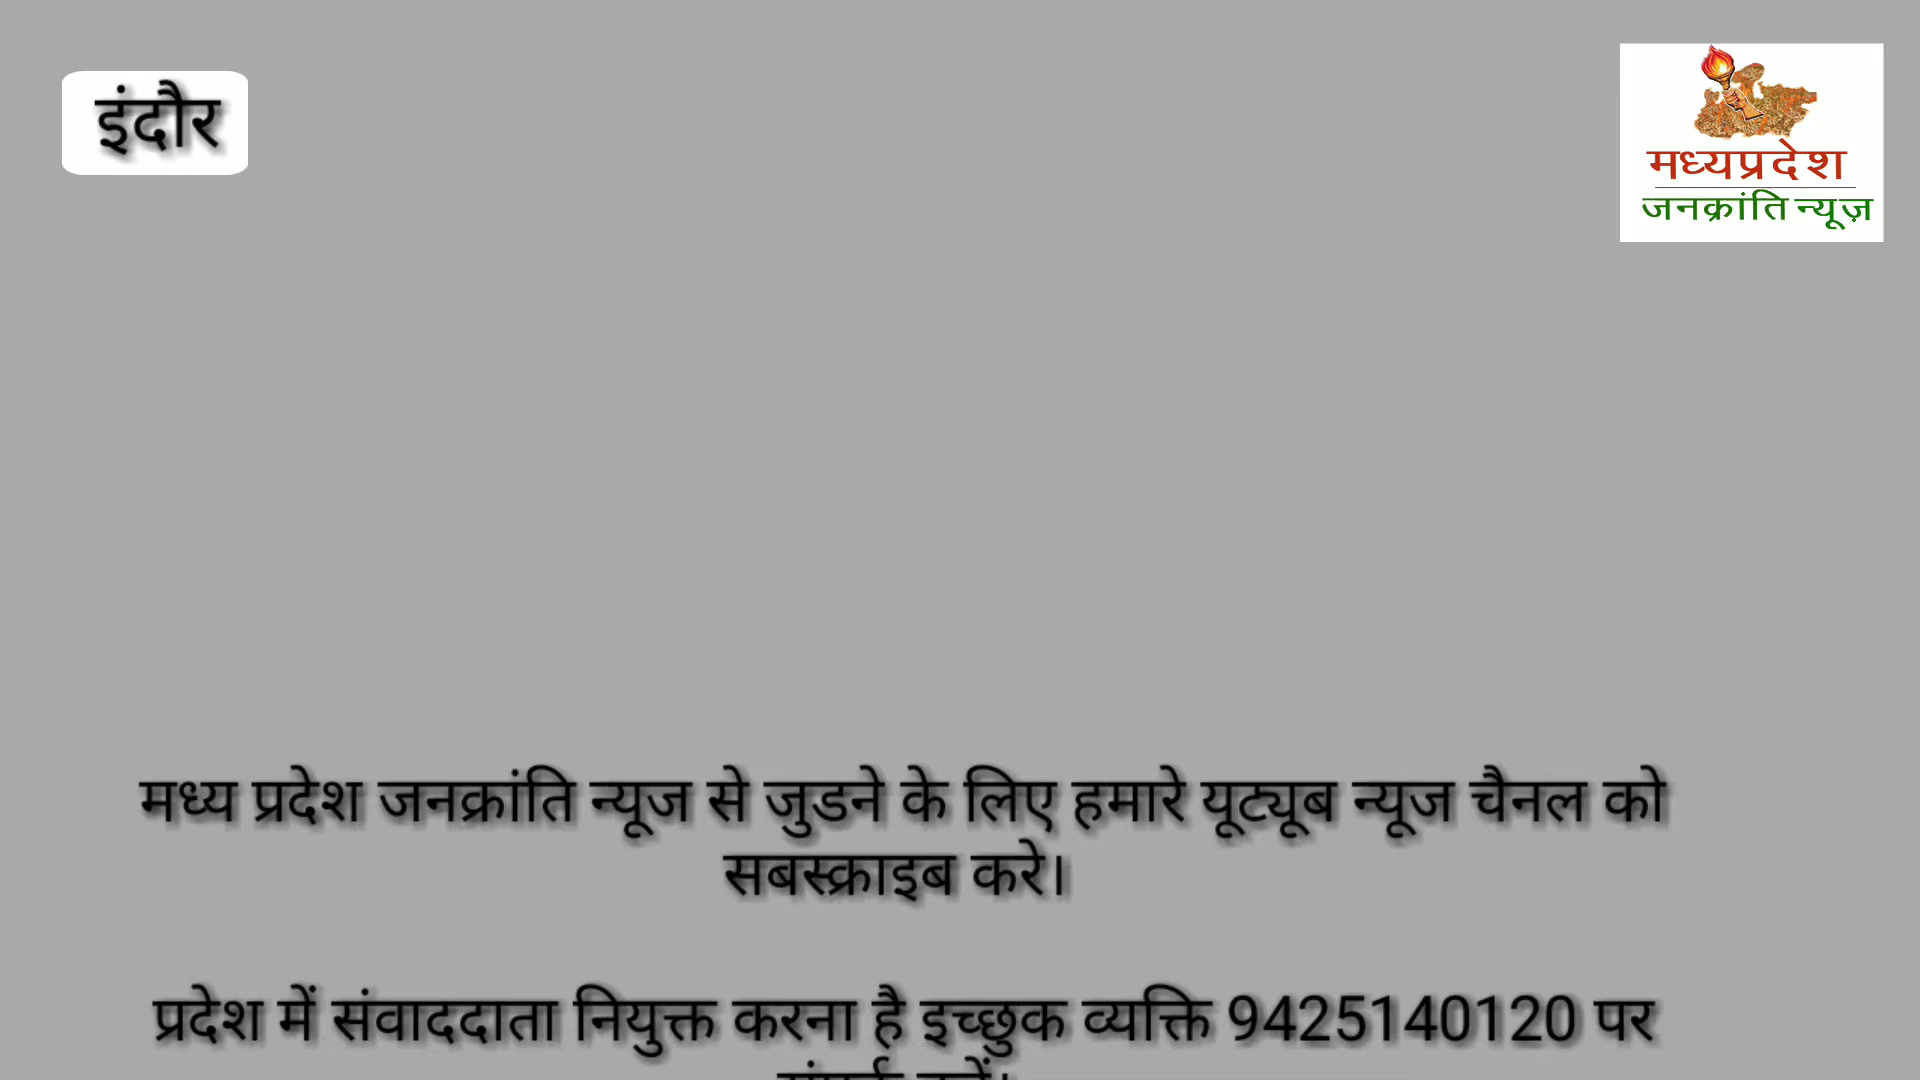 इंदौर
मध्यप्रदेश
जनक्रांति न्यूज़
मध्य प्रदेश जनक्रांति न्यूज से जुडने के लिए हमारे यूट्यूब न्यूज चैनल को
सबस्क्राइब करे।
प्रदेश में संवाददाता नियुक्त करना है इच्छुक व्यक्ति 9425140120 पर